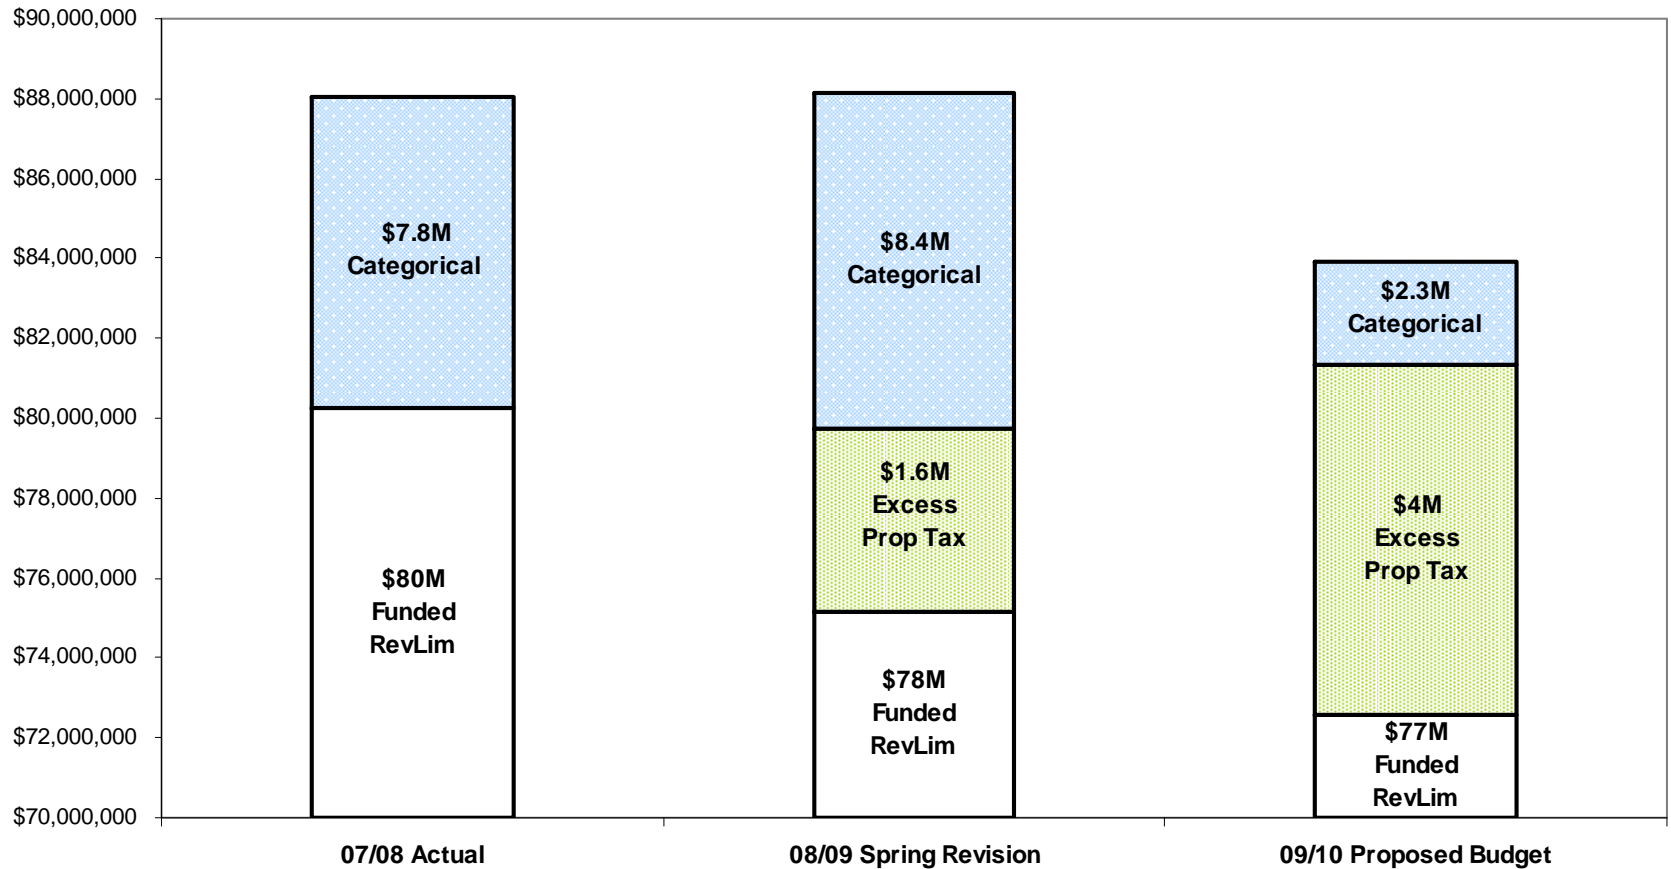 $90,000,000
$88,000,000
$86,000,000
$84,000,000
$82,000,000
$80,000,000
$78,000,000
$76,000,000
$74,000,000
$72,000,000
$70,000,000
$7.8M
Categorical
$80M
Funded
RevLim
$8.4M
Categorical
$1.6M
Excess
Prop Tax
$78M
Funded
RevLim
$2.3M
Categorical
$4M
Excess
Prop Tax
$77M
Funded
RevLim
07/08 Actual
08/09 Spring Revision
09/10 Proposed Budget